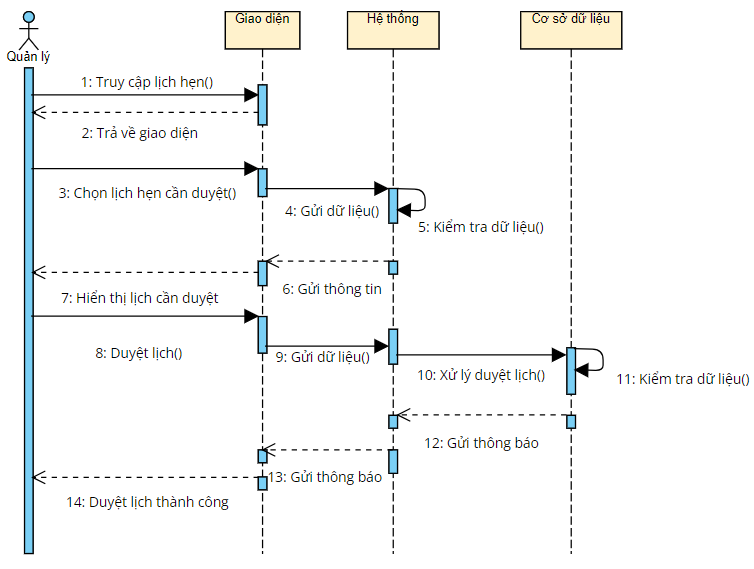 Quản lý
Giao diện
Hệ thống
Cơ sở dữ liệu
1: Truy cập lịch hẹn()
2: Trả về giao diện
3: Chọn lịch hẹn cần duyệt()
4: Gửi dữ liệu()
5: Kiểm tra dữ liệu()
6: Gửi thông tin
7: Hiển thị lịch cần duyệt
8: Duyệt lịch()
9: Gửi dữ liệu()
10: Xử lý duyệt lịch()
11: Kiểm tra dữ liệu()
12: Gửi thông báo
13: Gửi thông báo
14: Duyệt lịch thành công